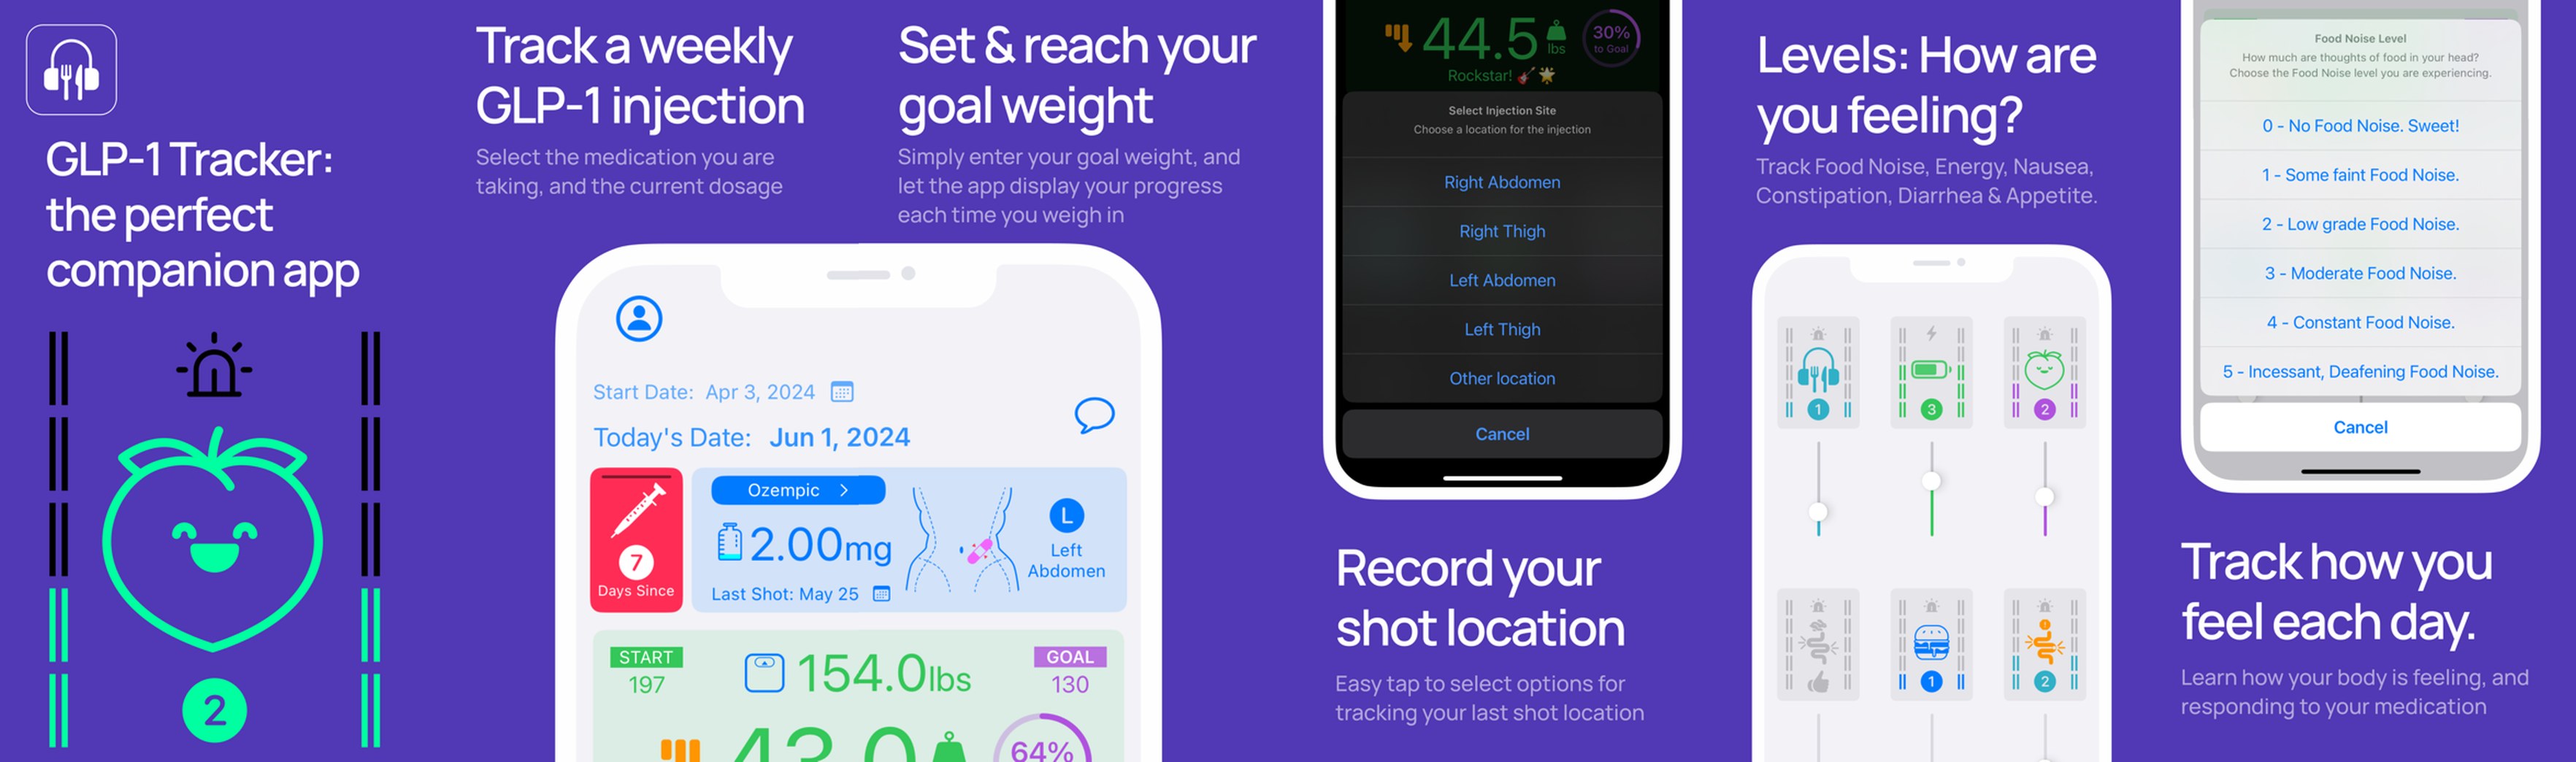 GLP-1 Tracker:
the perfect
companion app
2
Track a weekly
GLP-1 injection
Select the medication you are
taking, and the current dosage
Set & reach your
goal weight
Simply enter your goal weight, and
let the app display your progress
each time you weigh in
Start Date: Apr 3, 2024
Today's Date: Jun 1, 2024
7
Days Since
Ozempic
2.00mg
Last Shot: May 25
L
Left
Abdomen
START
197
154.0lbs
GOAL
130
43.0
64%
44.5
lbs
30%
to Goal
Rockstar!
Select Injection Site
Choose a location for the injection
Right Abdomen
Right Thigh
Left Abdomen
Left Thigh
Other location
Cancel
Record your
shot location
Easy tap to select options for
tracking your last shot location
Levels: How are
you feeling?
Track Food Noise, Energy, Nausea,
Constipation, Diarrhea & Appetite.
1
3
2
1
2
Food Noise Level
How much are thoughts of food in your head?
Choose the Food Noise level you are experiencing.
0 - No Food Noise. Sweet!
1 - Some faint Food Noise.
2 - Low grade Food Noise.
3 - Moderate Food Noise.
4 - Constant Food Noise.
5 - Incessant, Deafening Food Noise.
Cancel
Track how you
feel each day.
Learn how your body is feeling, and
responding to your medication